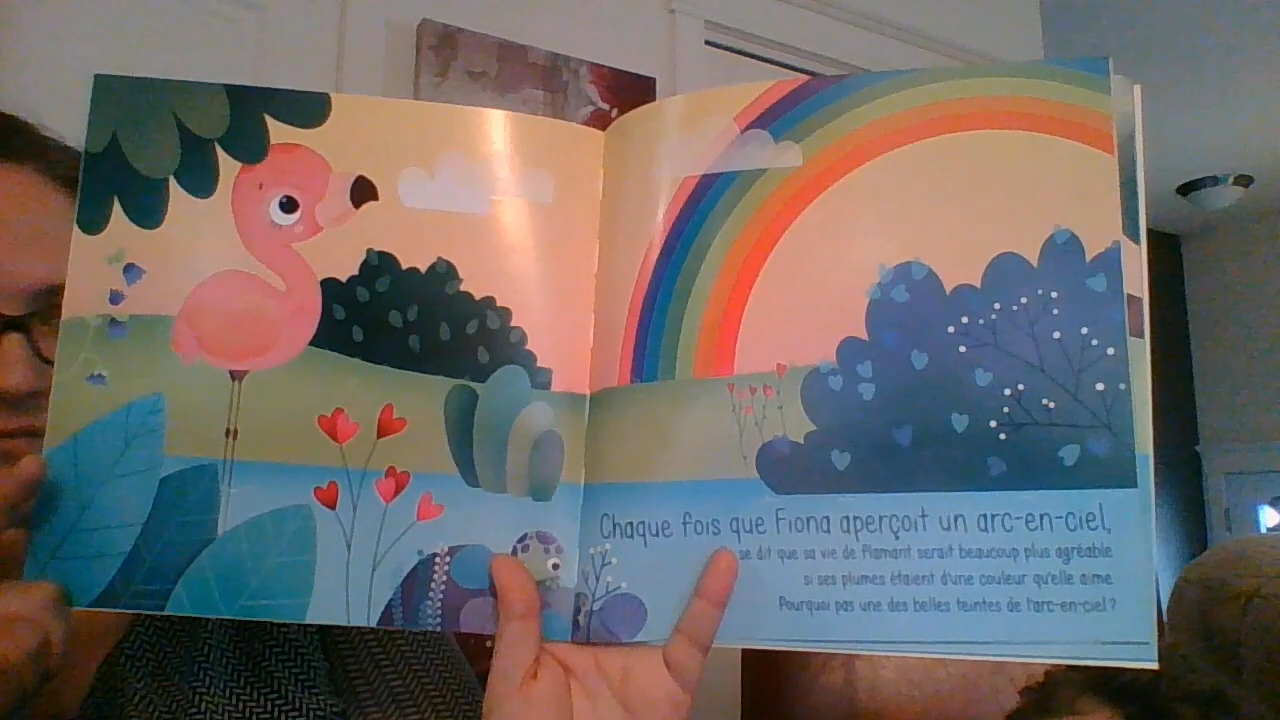 Chaque fois que Fiona aperçoit un arc-en-ciel,
se dit que sa vie de flamant serait beaucoup plus agréable
si ses plumes étaient d'une couleur qu'elle aime.
Pourquoi pas une des belles teintes de l'arc-en-ciel ?